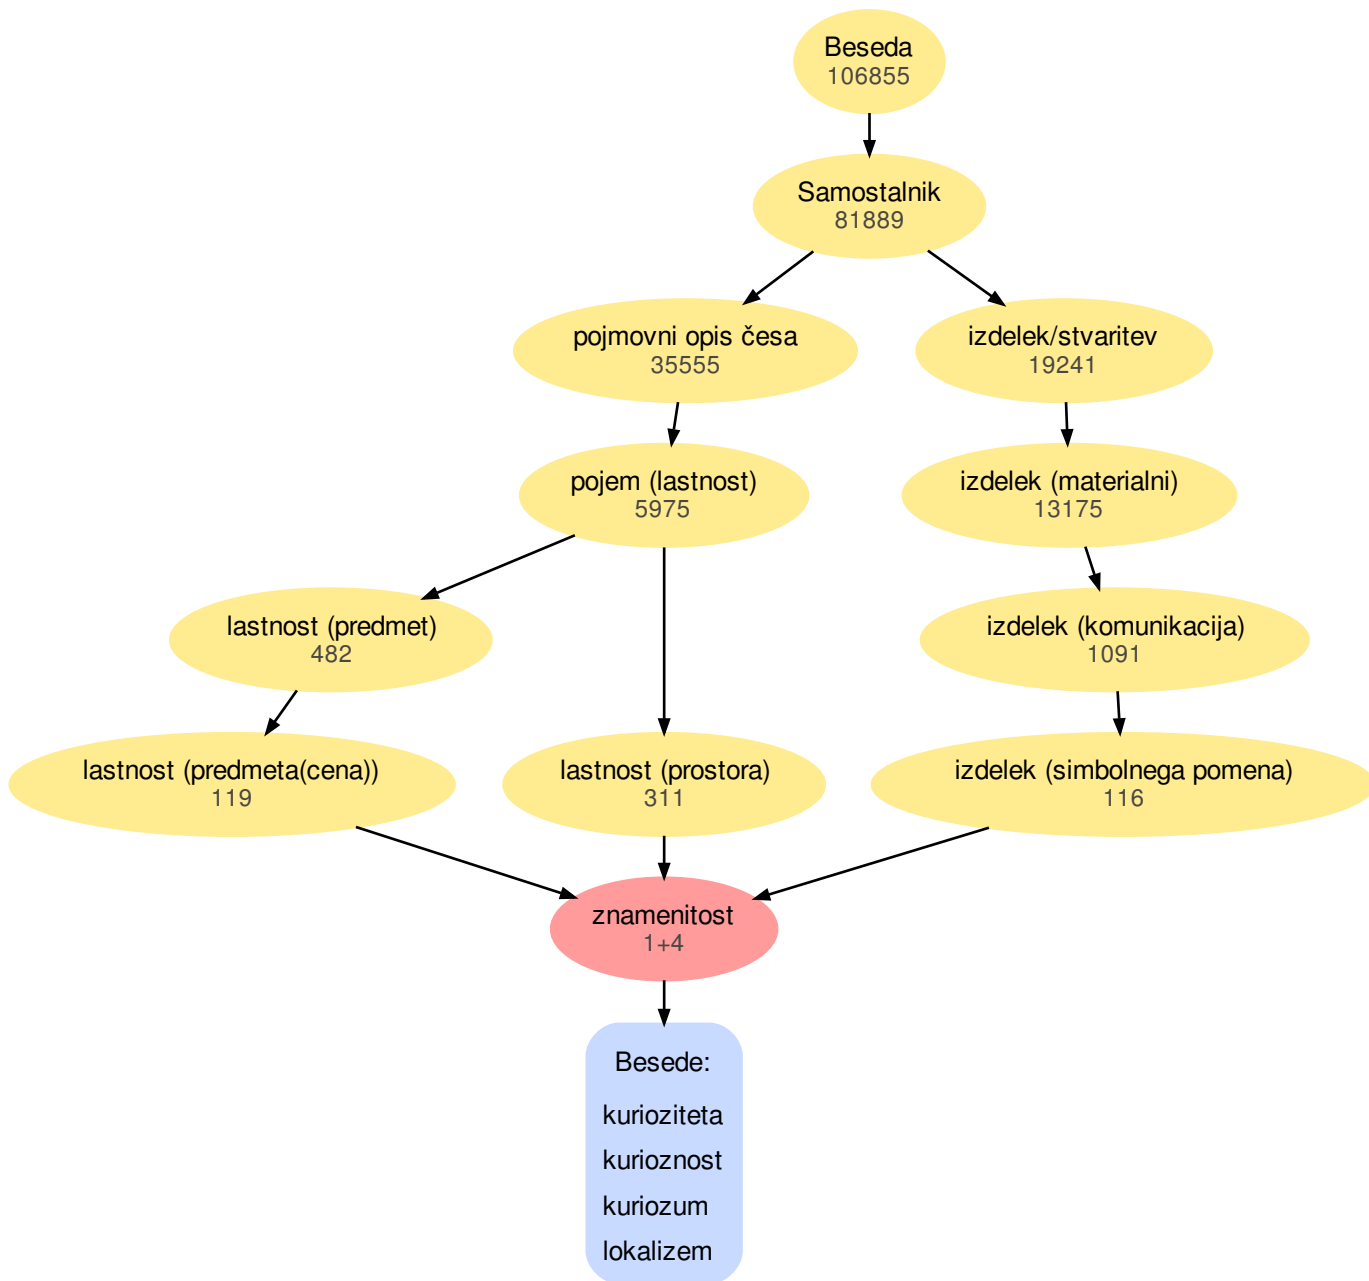 Beseda
106855
Samostalnik
81889
pojmovni opis česa
35555
izdelek/stvaritev
19241
pojem (lastnost)
5975
izdelek (materialni)
13175
lastnost (predmet)
482
izdelek (komunikacija)
1091
lastnost (predmeta(cena))
119
lastnost (prostora)
311
izdelek (simbolnega pomena)
116
znamenitost
1+4
Besede:
kurioziteta
kurioznost
kuriozum
lokalizem